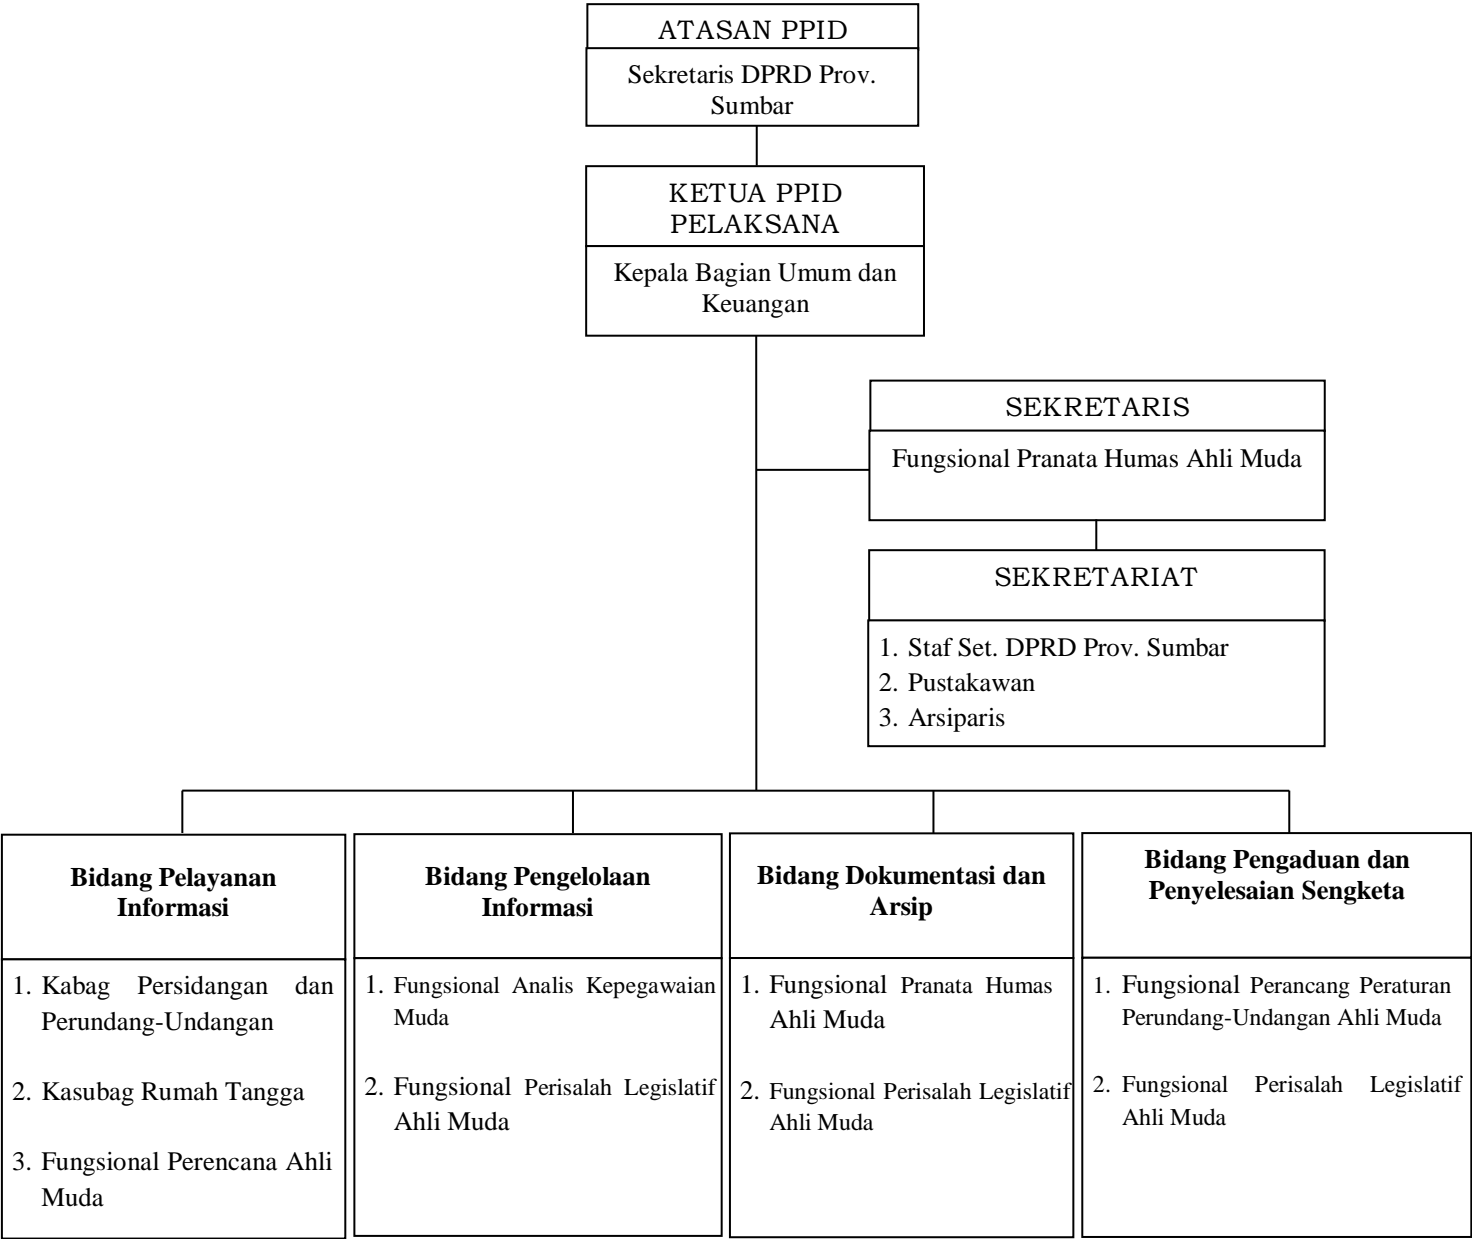 ATASAN PPID
Sekretaris DPRD Prov.
Sumbar
KETUA PPID
PELAKSANA
Kepala Bagian Umum dan
Keuangan
SEKRETARIS
Fungsional Pranata Humas Ahli Muda
SEKRETARIAT
1. Staf Set. DPRD Prov. Sumbar
2. Pustakawan
3. Arsiparis
Bidang Pelayanan
Informasi
1. Kabag Persidangan dan
Perundang-Undangan
2. Kasubag Rumah Tangga
3. Fungsional Perencana Ahli
Muda
Bidang Pengelolaan
Informasi
1. Fungsional Analis Kepegawaian
Muda
2. Fungsional Perisalah Legislatif
Ahli Muda
Bidang Dokumentasi dan
Arsip
1. Fungsional Pranata Humas
Ahli Muda
2. Fungsional Perisalah Legislatif
Ahli Muda
Bidang Pengaduan dan
Penyelesaian Sengketa
1. Fungsional Perancang Peraturan
Perundang-Undangan Ahli Muda
2. Fungsional Perisalah Legislatif
Ahli Muda